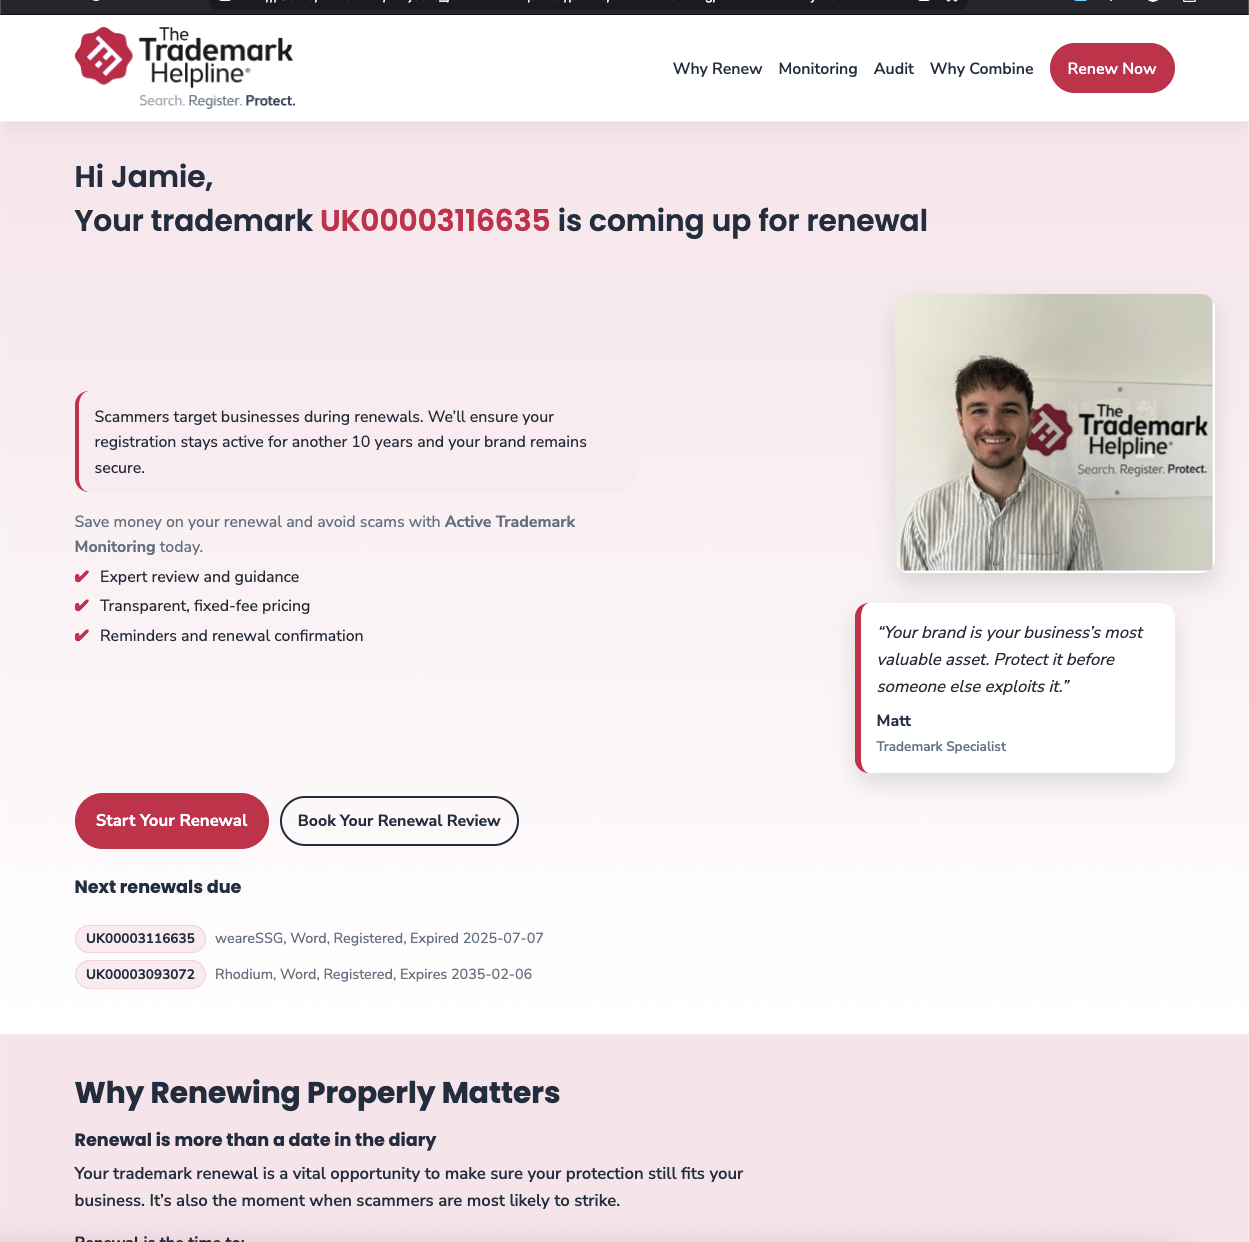 The
Trademark
Helpline®
Search. Register. Protect.
Why Renew
Monitoring
Audit
Why Combine
Renew Now
Hi Jamie,
Your trademark UK00003116635 is coming up for renewal
Scammers target businesses during renewals. We’ll ensure your
registration stays active for another 10 years and your brand remains
secure.
Save money on your renewal and avoid scams with Active Trademark
Monitoring today.
✔ Expert review and guidance
✔ Transparent, fixed-fee pricing
✔ Reminders and renewal confirmation
The
Trademark
Helpline®
Search. Register. Protect.
“Your brand is your business’s most
valuable asset. Protect it before
someone else exploits it.”
Matt
Trademark Specialist
Start Your Renewal
Book Your Renewal Review
Next renewals due
UK00003116635 weareSSG, Word, Registered, Expired 2025-07-07
UK00003093072 Rhodium, Word, Registered, Expires 2035-02-06
Why Renewing Properly Matters
Renewal is more than a date in the diary
Your trademark renewal is a vital opportunity to make sure your protection still fits your
business. It’s also the moment when scammers are most likely to strike.
Renewal is the time to: